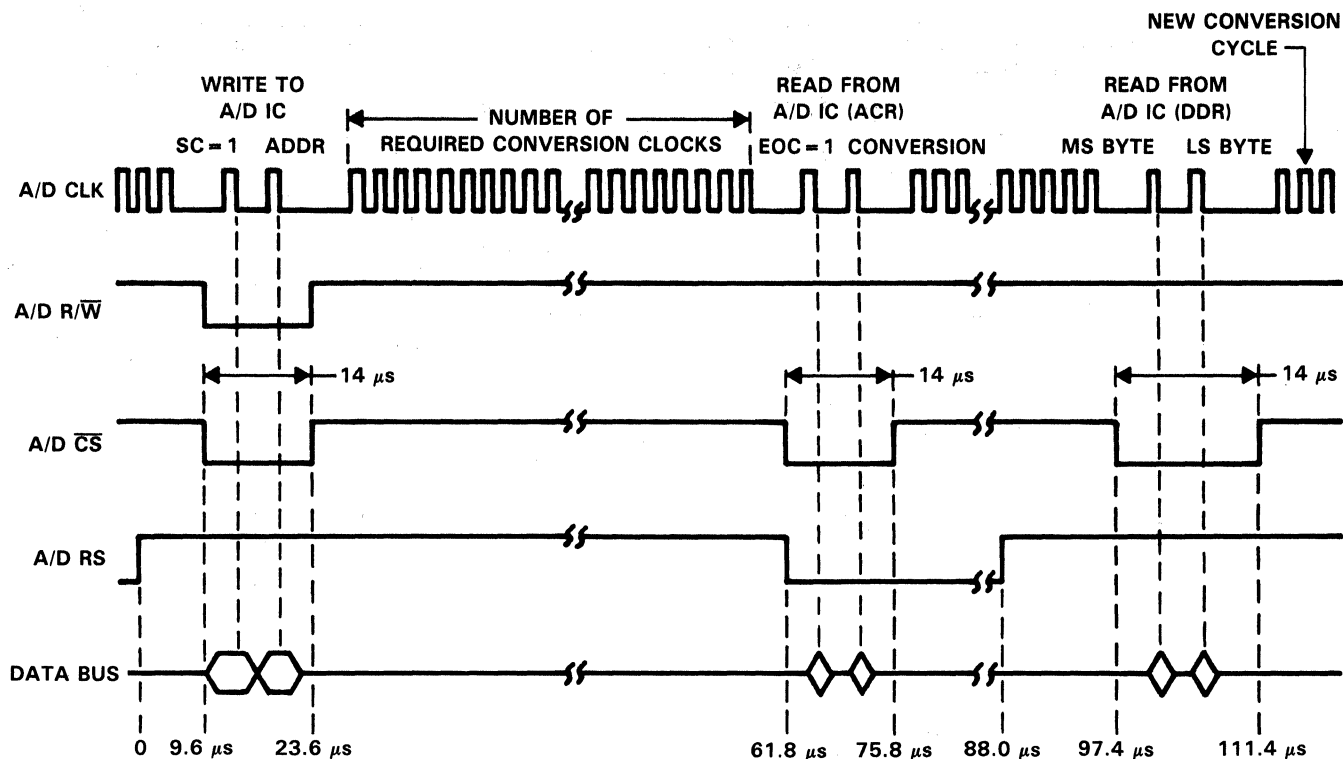 NEW CONVERSION
CYCLE
WRITE TO
A/D IC
SC = 1 ADDR
NUMBER OF
REQUIRED CONVERSION CLOCKS
READ FROM
A/D IC (ACR)
EOC = 1 CONVERSION
READ FROM
A/D IC (DDR)
MS BYTE LS BYTE
A/D CLK
A/D R/W̅
14 μs
14 μs
14 μs
A/D C̅S̅
A/D RS
DATA BUS
0 9.6 μs 23.6 μs 61.8 μs 75.8 μs 88.0 μs 97.4 μs 111.4 μs